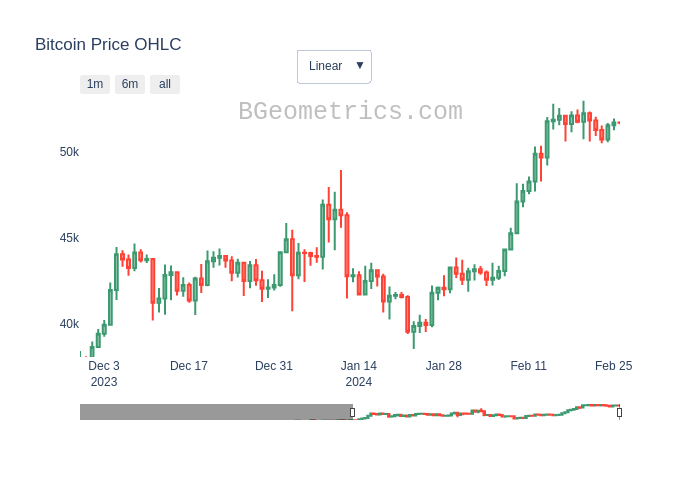 Bitcoin Price OHLC
Linear ▼
1m 6m all
BGeometrics.com
50k
45k
40k
Dec 3 Dec 17 Dec 31 Jan 14 Jan 28 Feb 11 Feb 25
2023 2024